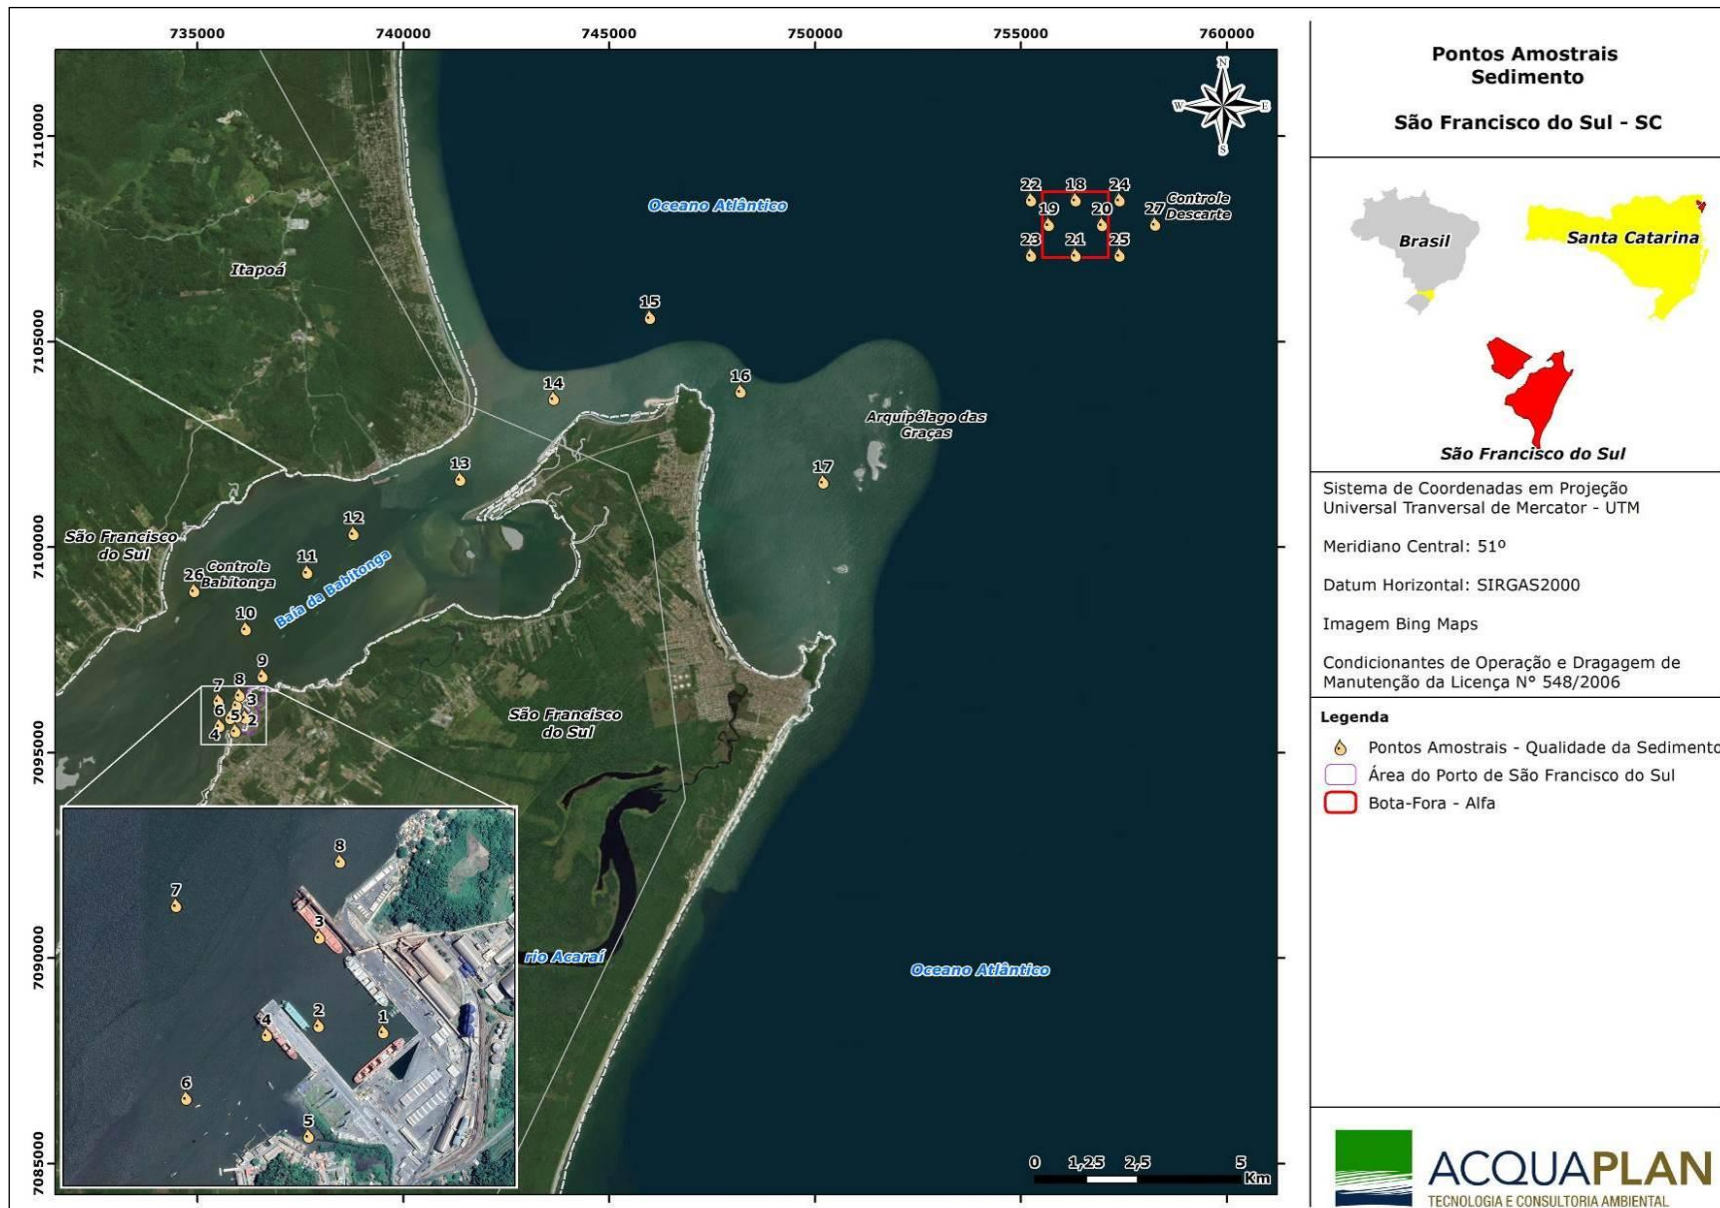 735000
740000
745000
750000
755000
760000
7110000
7105000
7100000
7095000
7090000
7085000
N
W
E
S
Oceano Atlântico
22
18
24
19
20
27
23
21
25
Controle
Descarte
Itapoá
15
14
16
Arquipélago das
Graças
17
13
12
11
São Francisco
do Sul
26
Controle
Babitonga
Baía da Babitonga
10
9
8
7
3
6
5
2
4
São Francisco
do Sul
8
7
3
2
1
4
6
5
rio Acaraí
Oceano Atlântico
0
1,25
2,5
5
Km
Pontos Amostrais
Sedimento
São Francisco do Sul - SC
Brasil
Santa Catarina
São Francisco do Sul
Sistema de Coordenadas em Projeção
Universal Tranversal de Mercator - UTM
Meridiano Central: 51º
Datum Horizontal: SIRGAS2000
Imagem Bing Maps
Condicionantes de Operação e Dragagem de
Manutenção da Licença Nº 548/2006
Legenda
Pontos Amostrais - Qualidade da Sedimento
Área do Porto de São Francisco do Sul
Bota-Fora - Alfa
ACQUAPLAN
TECNOLOGIA E CONSULTORIA AMBIENTAL